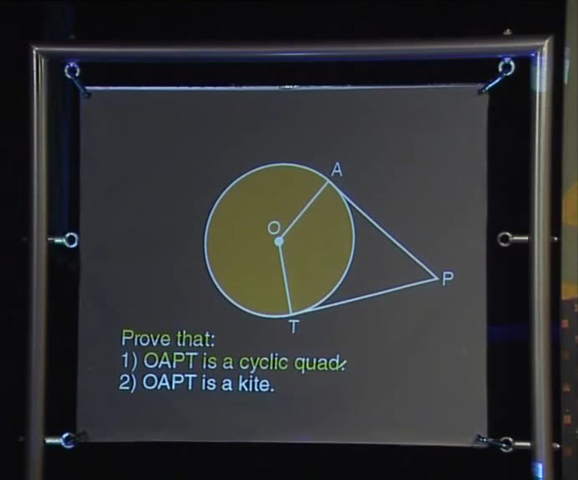 A
O
P
T
Prove that:
1) OAPT is a cyclic quad.
2) OAPT is a kite.